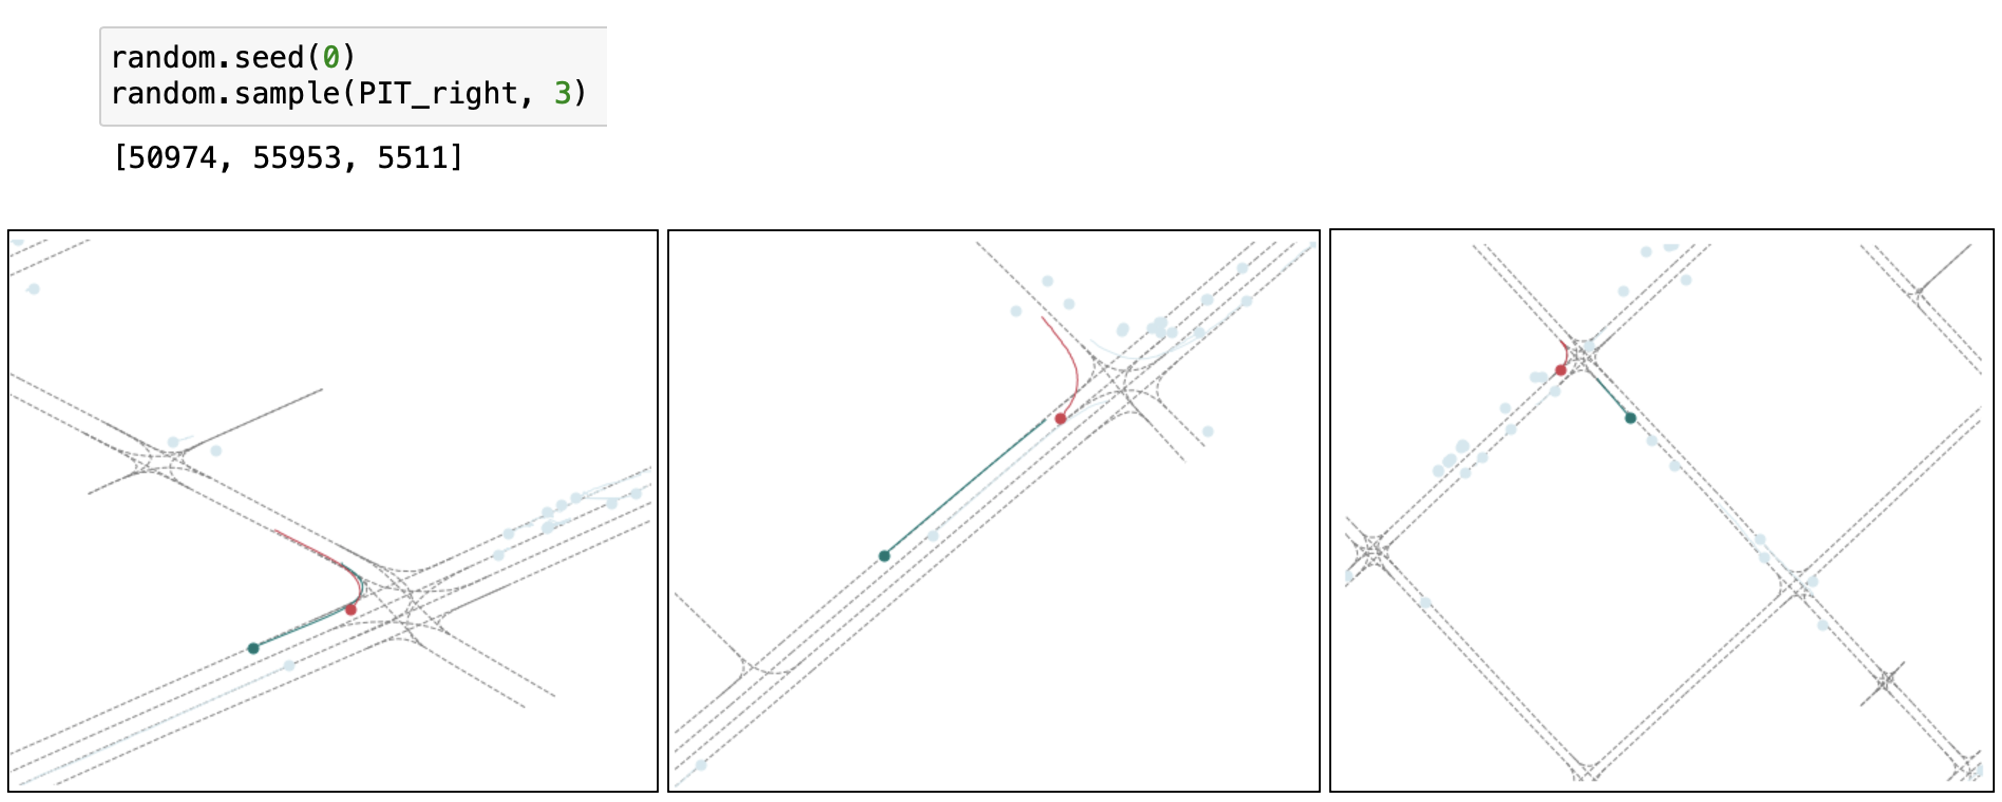 random.seed(0)
random.sample(PIT_right, 3)
[50974, 55953, 5511]